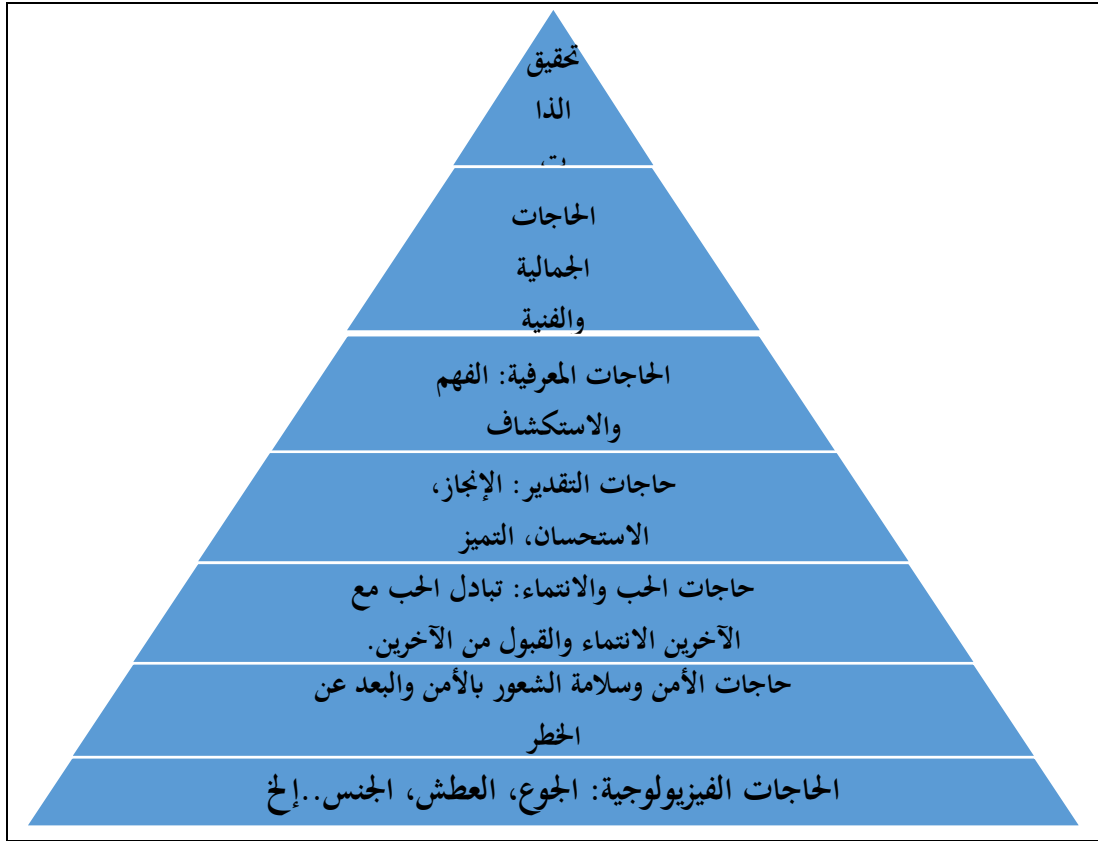 تحقيق
الذا
ت
الحاجات
الجمالية
والفنية
الحاجات المعرفية: الفهم
والاستكشاف
حاجات التقدير: الإنجاز،
الاستحسان، التميز
حاجات الحب والانتماء: تبادل الحب مع
الآخرين الانتماء والقبول من الآخرين.
حاجات الأمن وسلامة الشعور بالأمن والبعد عن
الخطر
الحاجات الفيزيولوجية: الجوع، العطش، الجنس..إلخ